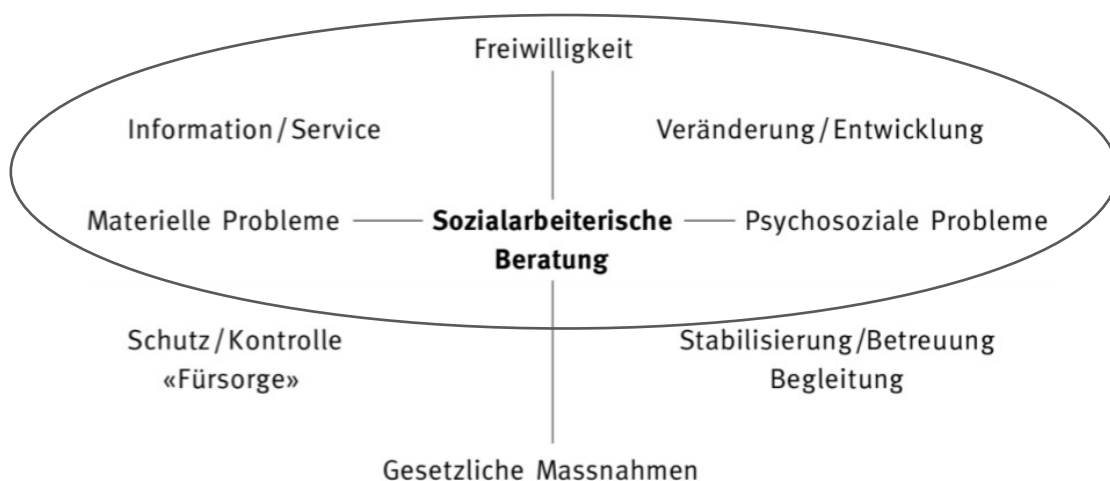 Freiwilligkeit
Information/Service
Veränderung/Entwicklung
Materielle Probleme
Sozialarbeiterische
Beratung
Psychosoziale Probleme
Schutz/Kontrolle
«Fürsorge»
Stabilisierung/Betreuung
Begleitung
Gesetzliche Massnahmen